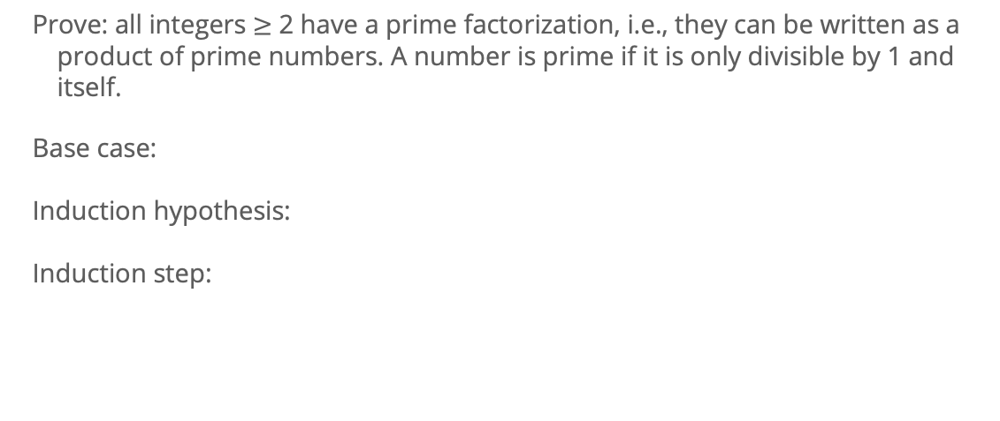 Prove: all integers ≥ 2 have a prime factorization, i.e., they can be written as a
product of prime numbers. A number is prime if it is only divisible by 1 and
itself.
Base case:
Induction hypothesis:
Induction step: